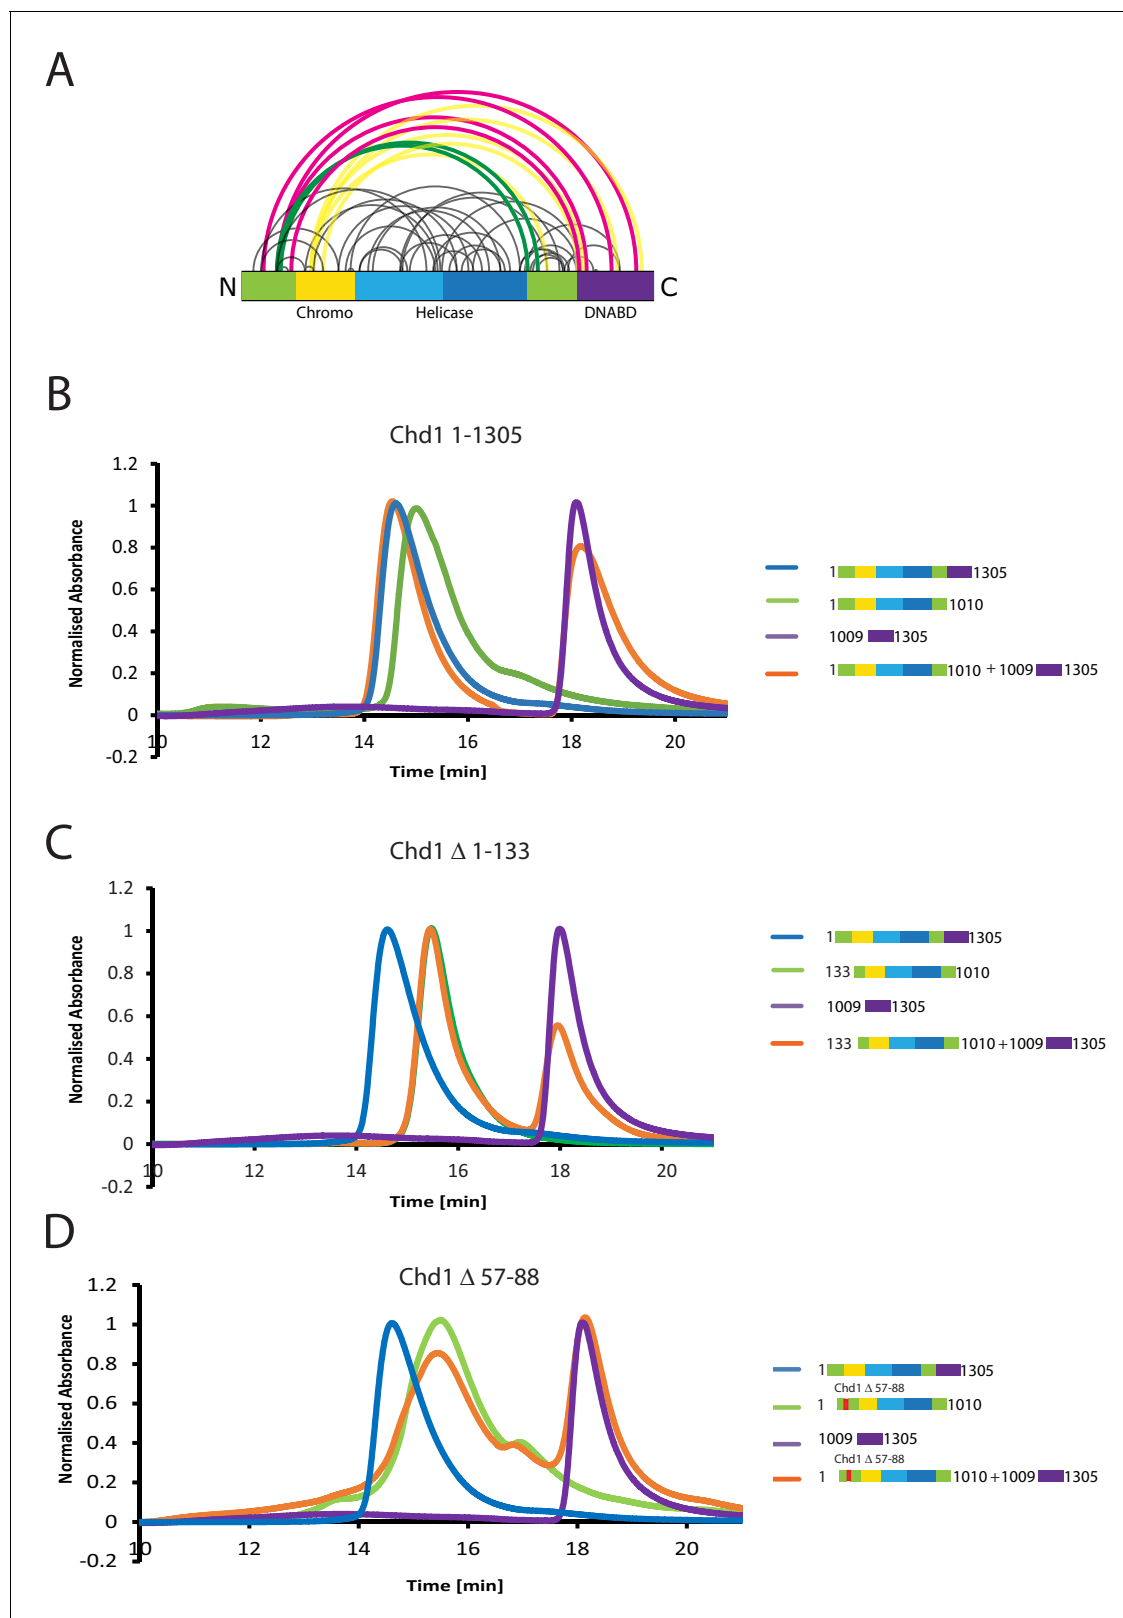 A
N
C
Chromo
Helicase
DNABD
B
Chd1 1-1305
Normalised Absorbance
1.2
1
0.8
0.6
0.4
0.2
0
-0.2
10 12 14 16 18 20
Time [min]
1 1305
1 1010
1009 1305
1 1010 + 1009 1305
C
Chd1 Δ 1-133
Normalised Absorbance
1.2
1
0.8
0.6
0.4
0.2
0
-0.2
10 12 14 16 18 20
Time [min]
1 1305
133 1010
1009 1305
133 1010 + 1009 1305
D
Chd1 Δ 57-88
Normalised Absorbance
1.2
1
0.8
0.6
0.4
0.2
0
-0.2
10 12 14 16 18 20
Time [min]
1 1305
Chd1 Δ 57-88
1 1010
1009 1305
Chd1 Δ 57-88
1 1010 + 1009 1305